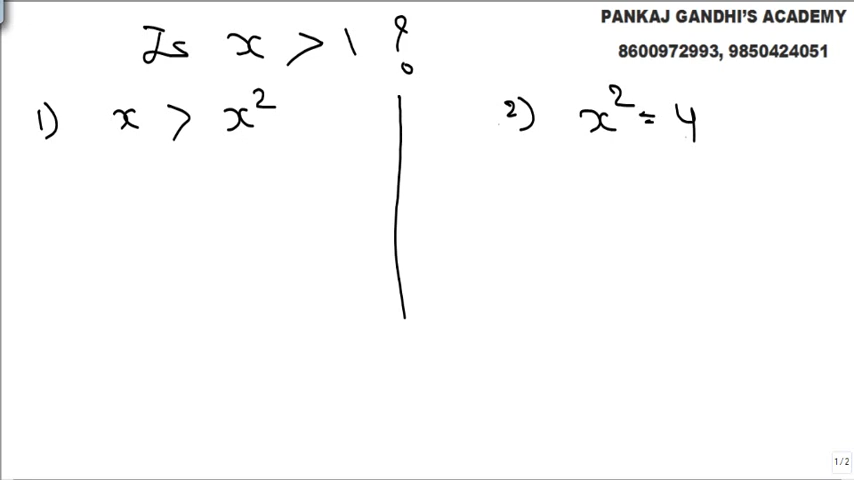 PANKAJ GANDHI'S ACADEMY
8600972993, 9850424051
Is x > 1 ?
1) x > x²
2) x² = 4
1/2